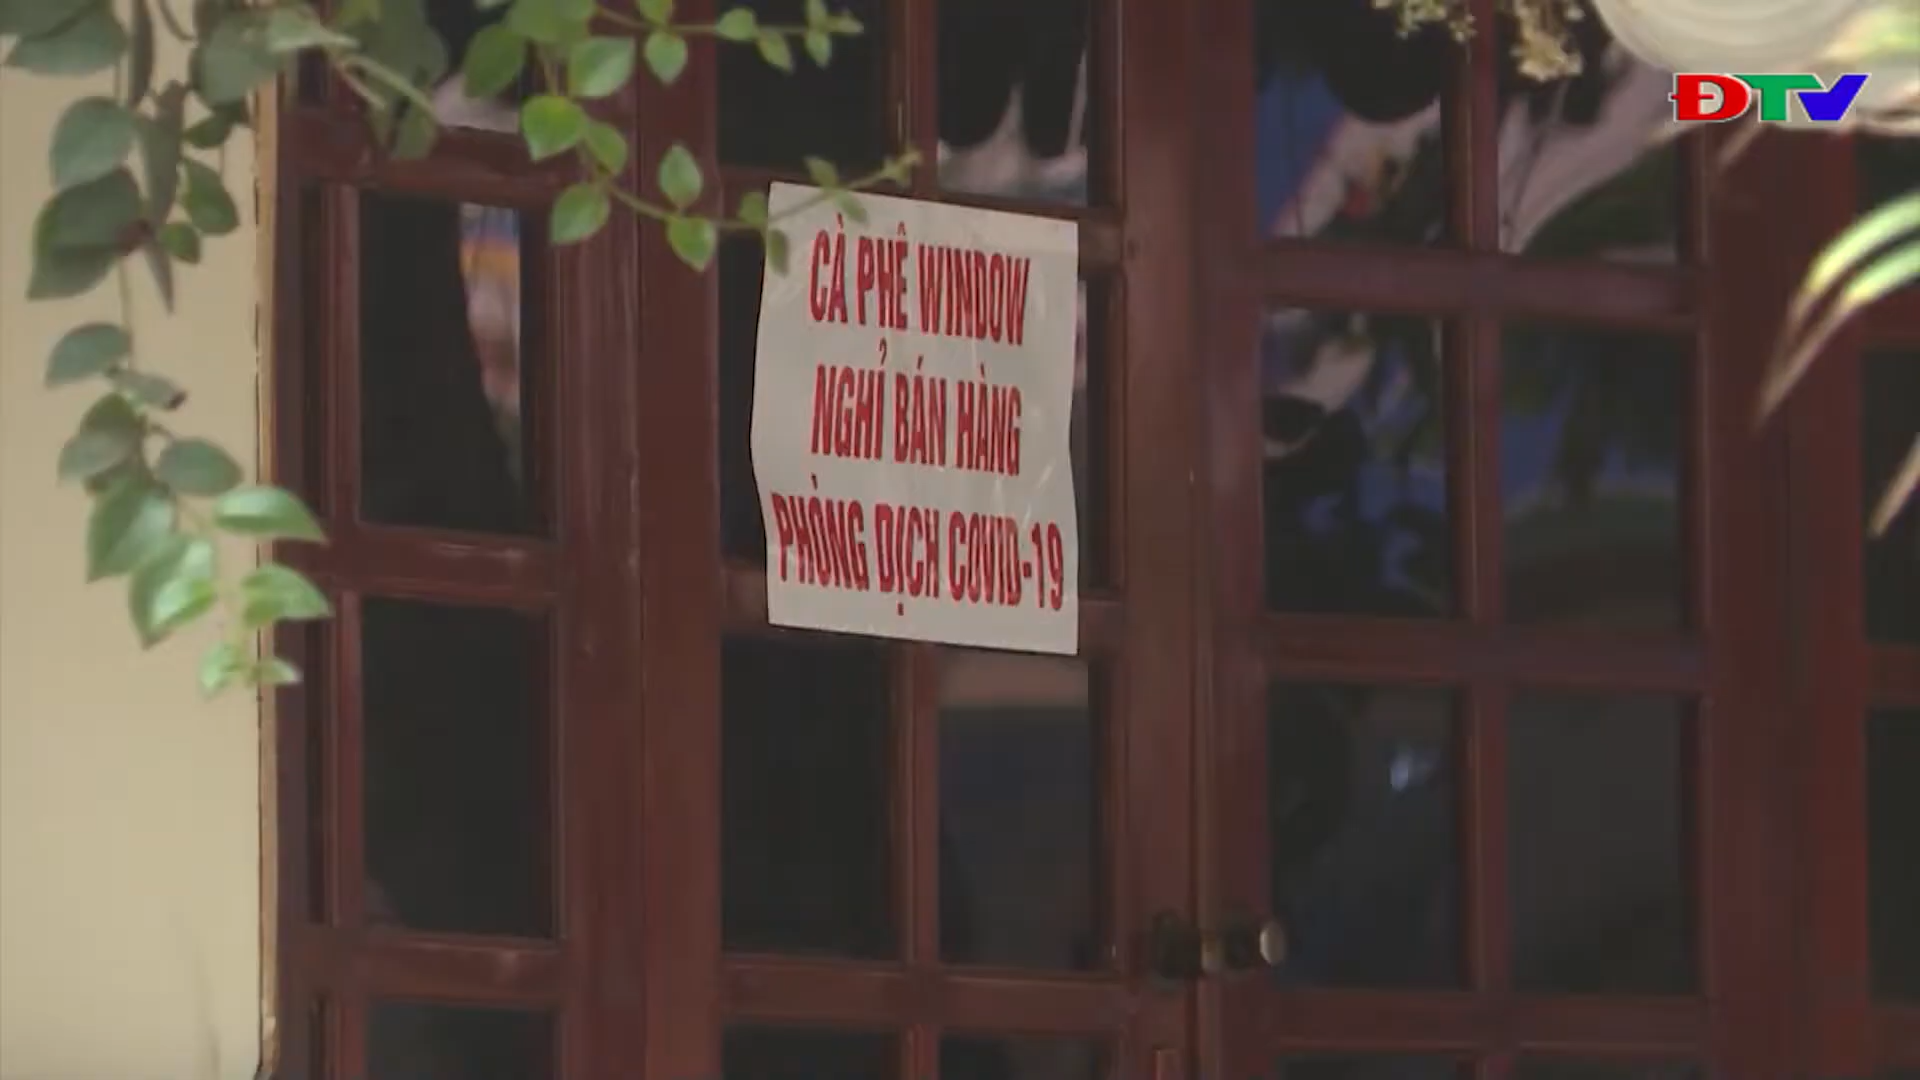 ĐTV
CÀ PHÊ WINDOW
NGHỈ BÁN HÀNG
PHÒNG DỊCH COVID-19